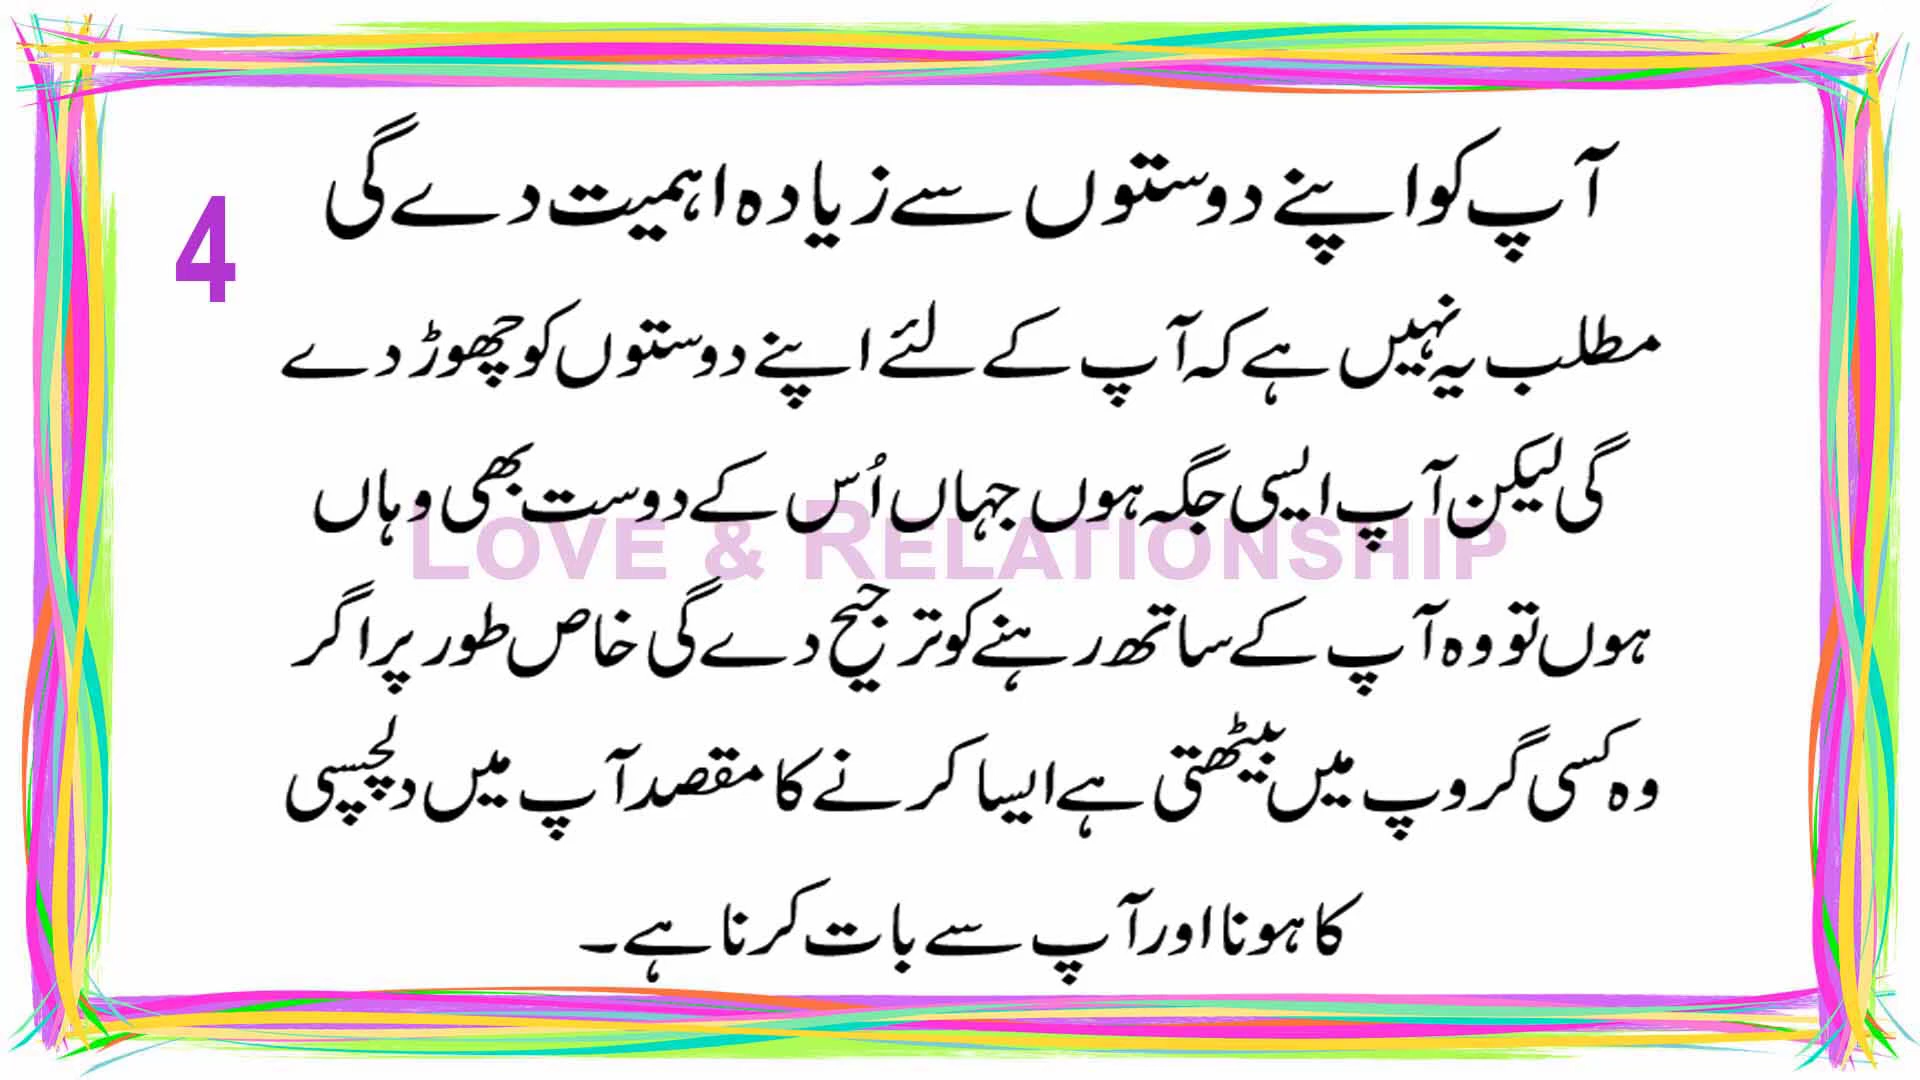 4
آپ کو اپنے دوستوں سے زیادہ اہمیت دے گی
مطلب یہ نہیں ہے کہ آپ کے لئے اپنے دوستوں کو چھوڑ دے
گی لیکن آپ ایسی جگہ ہوں جہاں اُس کے دوست بھی وہاں
LOVE & RELATIONSHIP
ہوں تو وہ آپ کے ساتھ رہنے کو ترجیح دے گی خاص طور پر اگر
وہ کسی گروپ میں بیٹھتی ہے ایسا کرنے کا مقصد آپ میں دلچسپی
کا ہونا اور آپ سے بات کرنا ہے۔